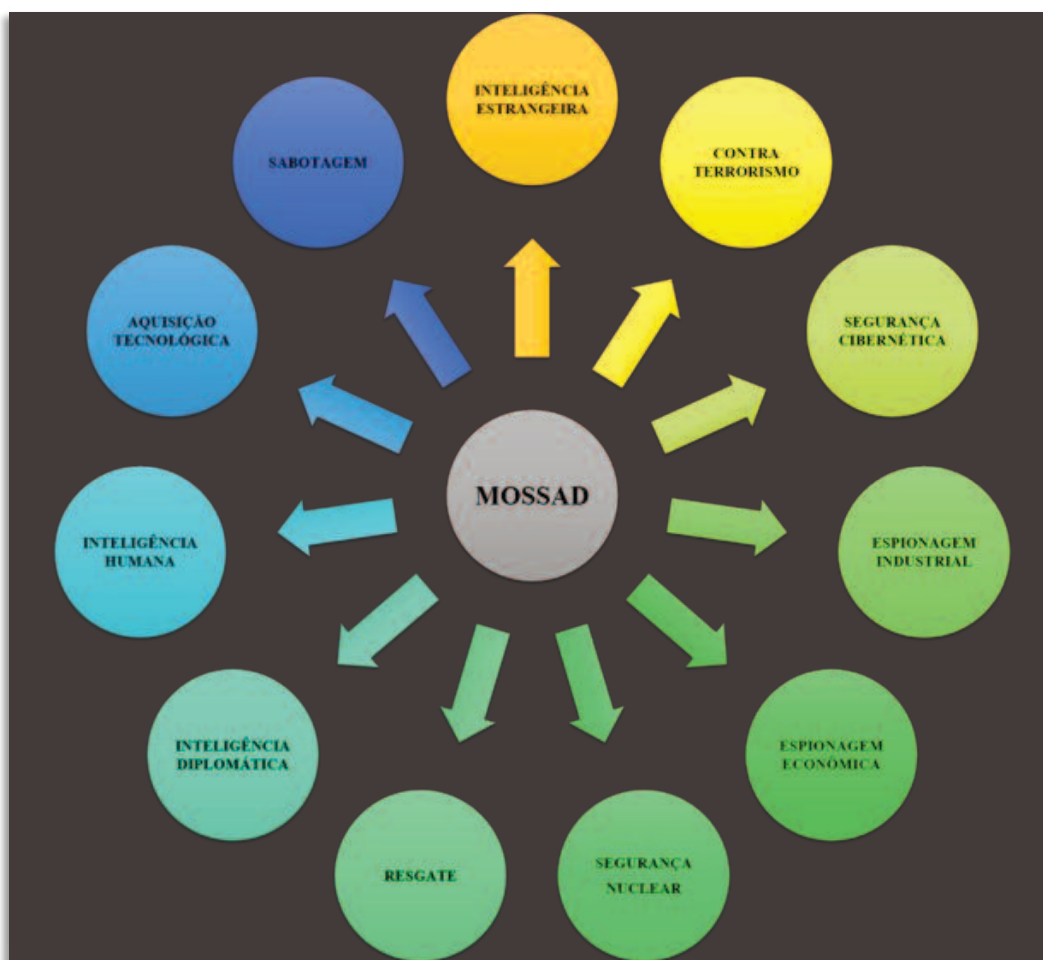 INTELIGÊNCIA
ESTRANGEIRA
CONTRA
TERRORISMO
SEGURANÇA
CIBERNÉTICA
ESPIONAGEM
INDUSTRIAL
ESPIONAGEM
ECONÔMICA
SEGURANÇA
NUCLEAR
RESGATE
INTELIGÊNCIA
DIPLOMÁTICA
INTELIGÊNCIA
HUMANA
AQUISIÇÃO
TECNOLÓGICA
SABOTAGEM
MOSSAD